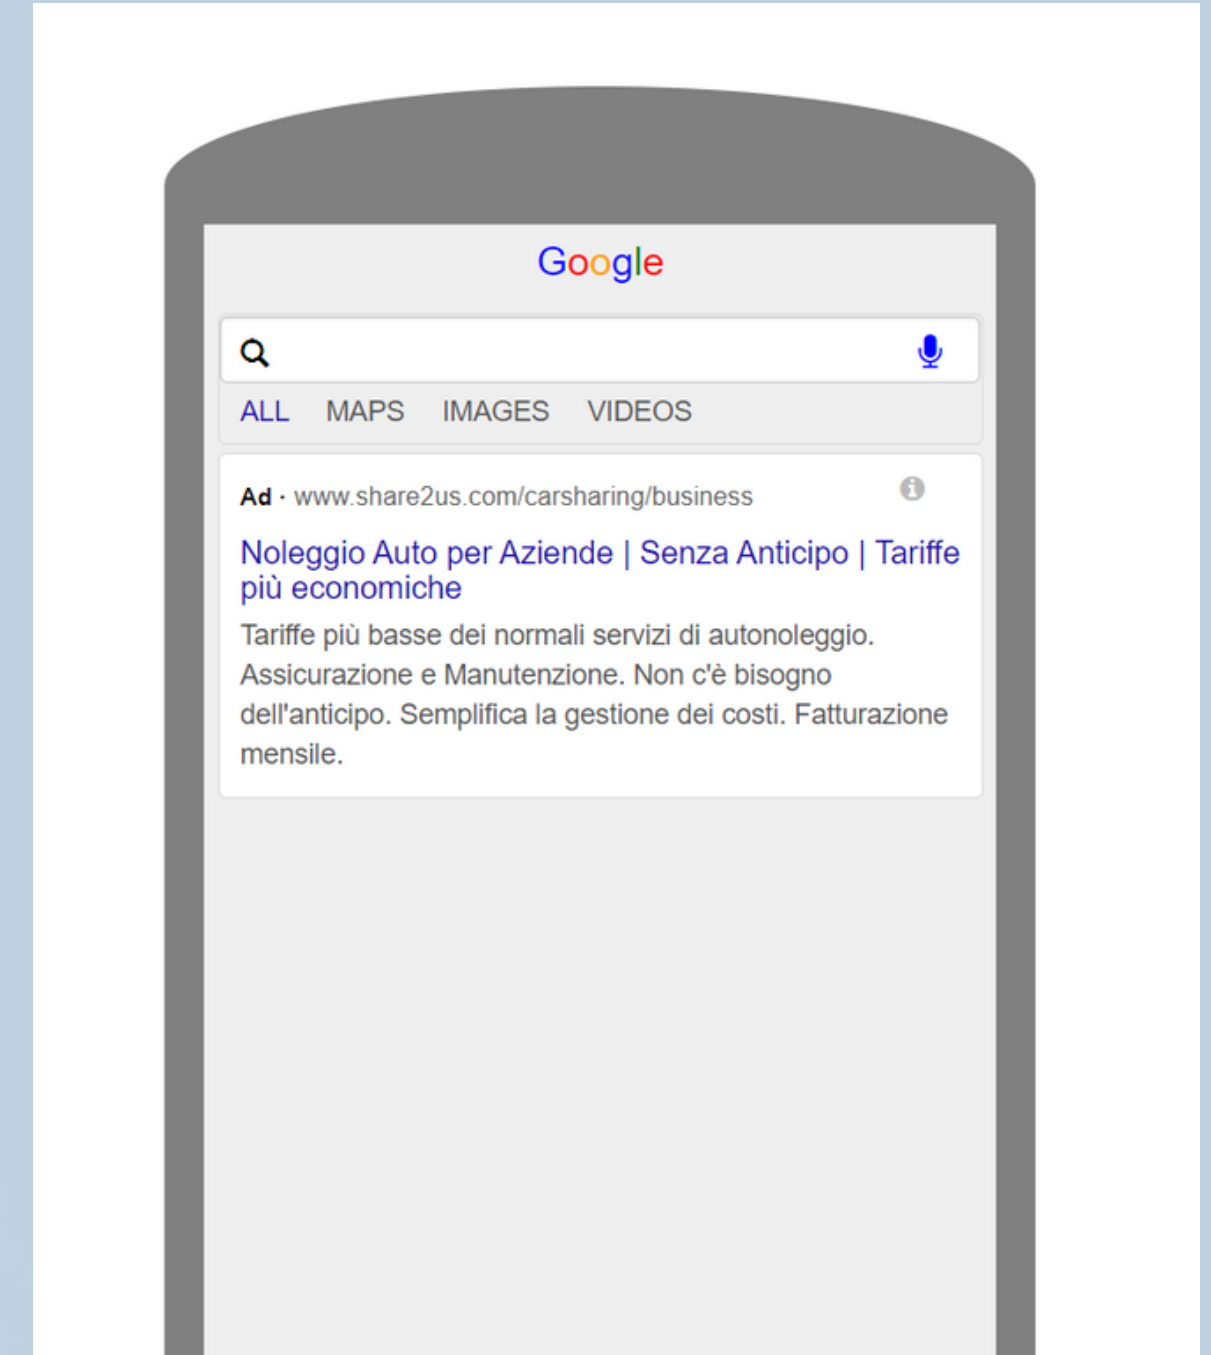 Google
ALL MAPS IMAGES VIDEOS
Ad · www.share2us.com/carsharing/business
Noleggio Auto per Aziende | Senza Anticipo | Tariffe
più economiche
Tariffe più basse dei normali servizi di autonoleggio.
Assicurazione e Manutenzione. Non c'è bisogno
dell'anticipo. Semplifica la gestione dei costi. Fatturazione
mensile.